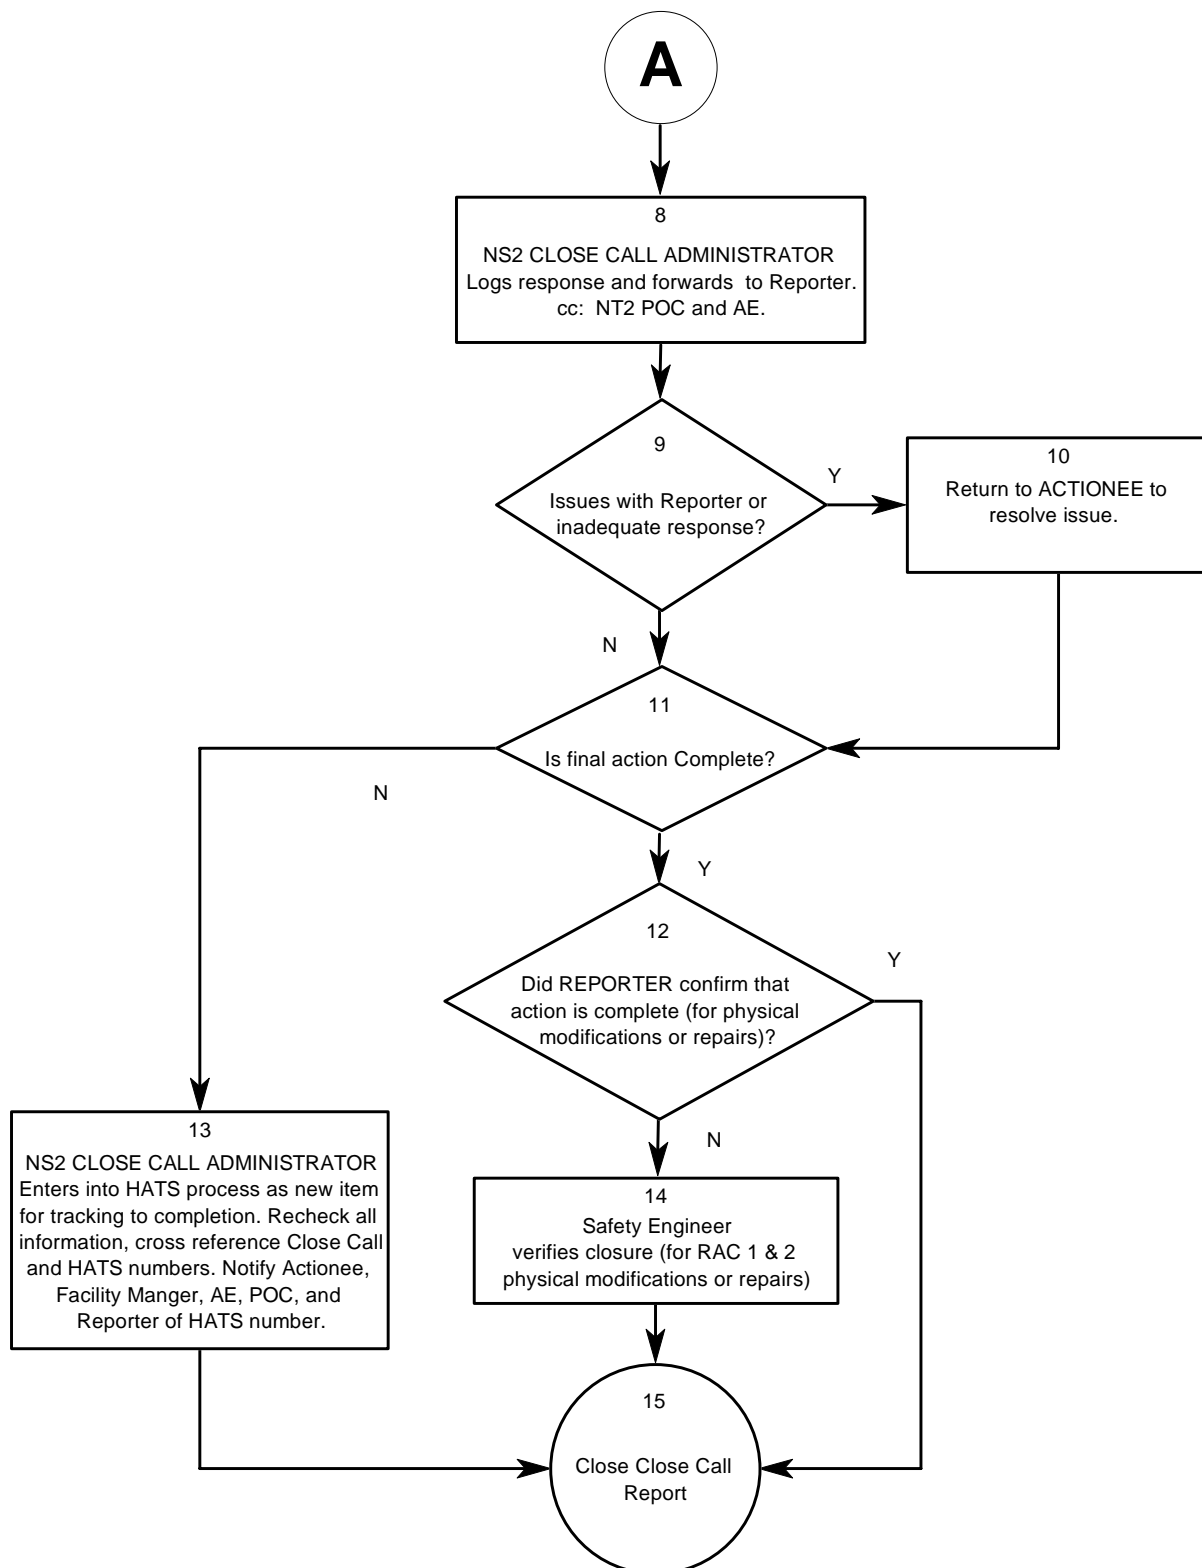 A
8
NS2 CLOSE CALL ADMINISTRATOR
Logs response and forwards to Reporter.
cc: NT2 POC and AE.
9
Issues with Reporter or
inadequate response?
Y
10
Return to ACTIONEE to
resolve issue.
N
11
Is final action Complete?
N
Y
12
Did REPORTER confirm that
action is complete (for physical
modifications or repairs)?
Y
N
13
NS2 CLOSE CALL ADMINISTRATOR
Enters into HATS process as new item
for tracking to completion. Recheck all
information, cross reference Close Call
and HATS numbers. Notify Actionee,
Facility Manger, AE, POC, and
Reporter of HATS number.
14
Safety Engineer
verifies closure (for RAC 1 & 2
physical modifications or repairs)
15
Close Close Call
Report